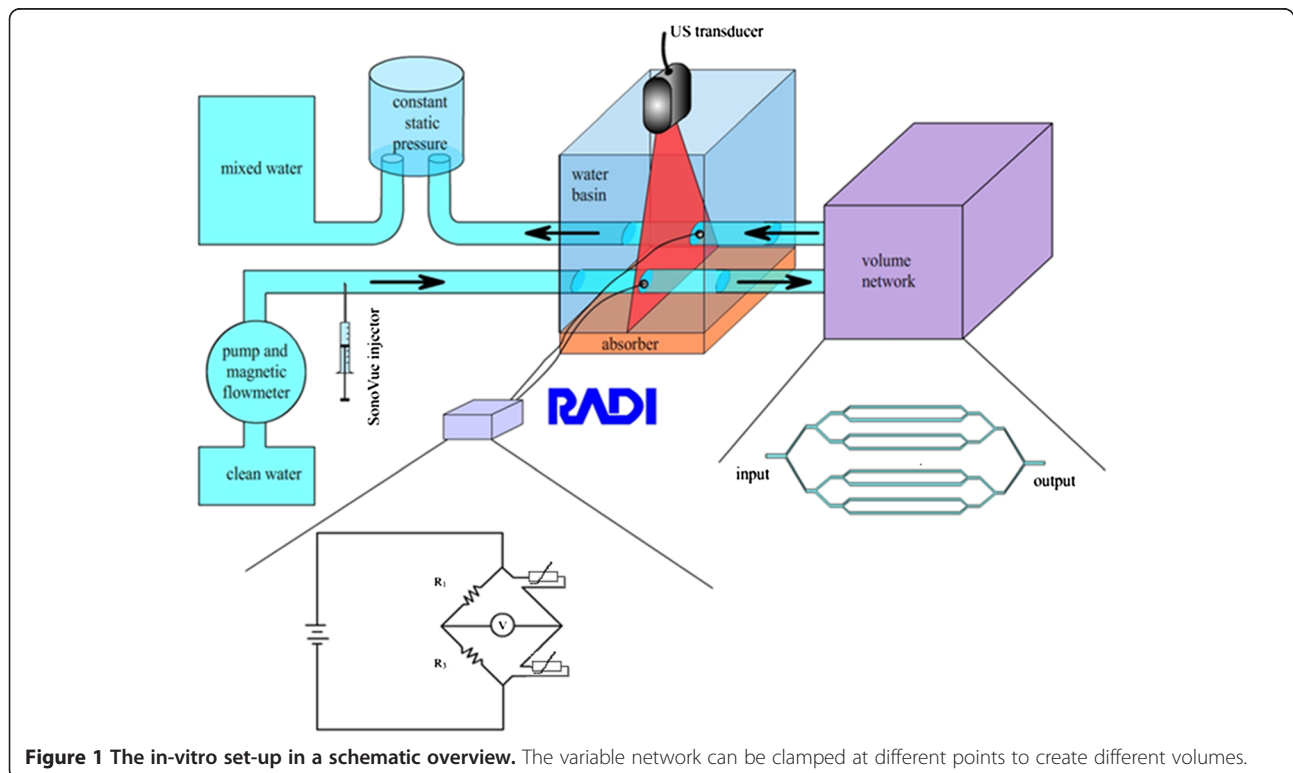 US transducer
constant
static
pressure
mixed water
water
basin
volume
network
absorber
pump and
magnetic
flowmeter
SonoVue injector
RADI
clean water
input
output
R1
V
R3
Figure 1 The in-vitro set-up in a schematic overview. The variable network can be clamped at different points to create different volumes.